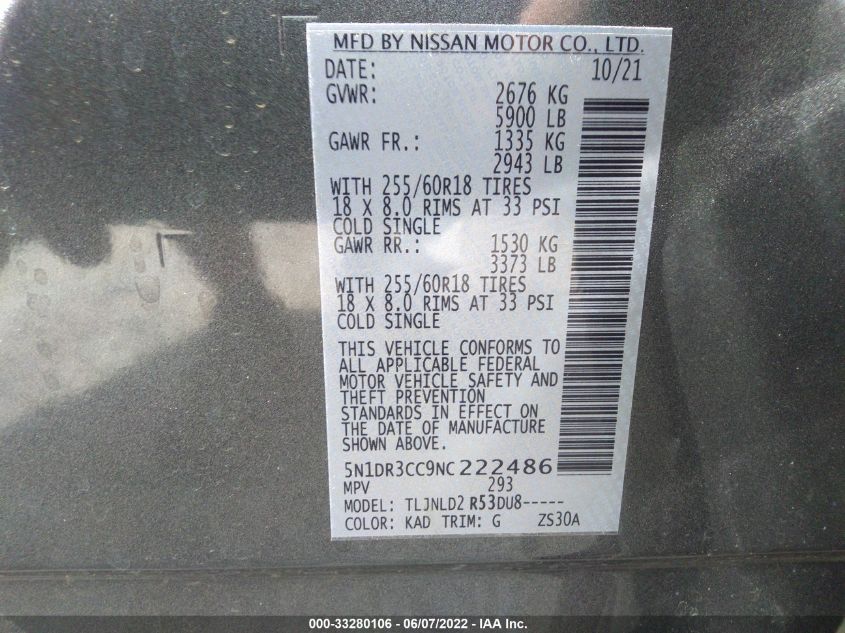 MFD BY NISSAN MOTOR CO., LTD.
DATE: 10/21
GVWR: 2676 KG
5900 LB
GAWR FR.: 1335 KG
2943 LB
WITH 255/60R18 TIRES
18 X 8.0 RIMS AT 33 PSI
COLD SINGLE
GAWR RR.: 1530 KG
3373 LB
WITH 255/60R18 TIRES
18 X 8.0 RIMS AT 33 PSI
COLD SINGLE
THIS VEHICLE CONFORMS TO
ALL APPLICABLE FEDERAL
MOTOR VEHICLE SAFETY AND
THEFT PREVENTION
STANDARDS IN EFFECT ON
THE DATE OF MANUFACTURE
SHOWN ABOVE.
5N1DR3CC9NC222486
MPV 293
MODEL: TLJNLD2 R53DU8-----
COLOR: KAD TRIM: G ZS30A
000-33280106 - 06/07/2022 - IAA Inc.